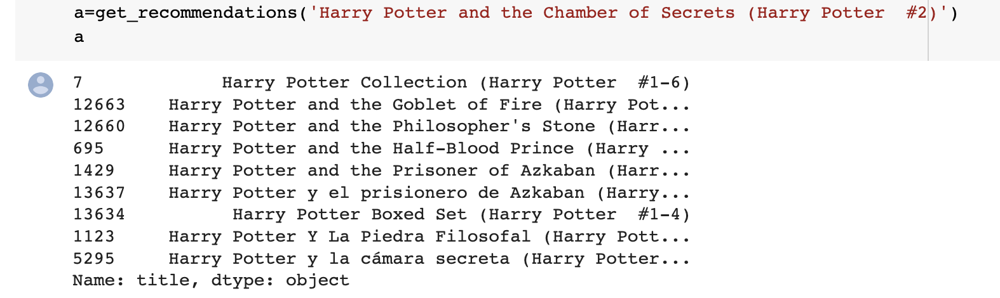 a=get_recommendations('Harry Potter and the Chamber of Secrets (Harry Potter  #2)')
a
7             Harry Potter Collection (Harry Potter  #1-6)
12663    Harry Potter and the Goblet of Fire (Harry Pot...
12660    Harry Potter and the Philosopher's Stone (Harr...
695      Harry Potter and the Half-Blood Prince (Harry ...
1429     Harry Potter and the Prisoner of Azkaban (Harr...
13637    Harry Potter y el prisionero de Azkaban (Harry...
13634          Harry Potter Boxed Set (Harry Potter  #1-4)
1123     Harry Potter Y La Piedra Filosofal (Harry Pott...
5295     Harry Potter y la cámara secreta (Harry Potter...
Name: title, dtype: object